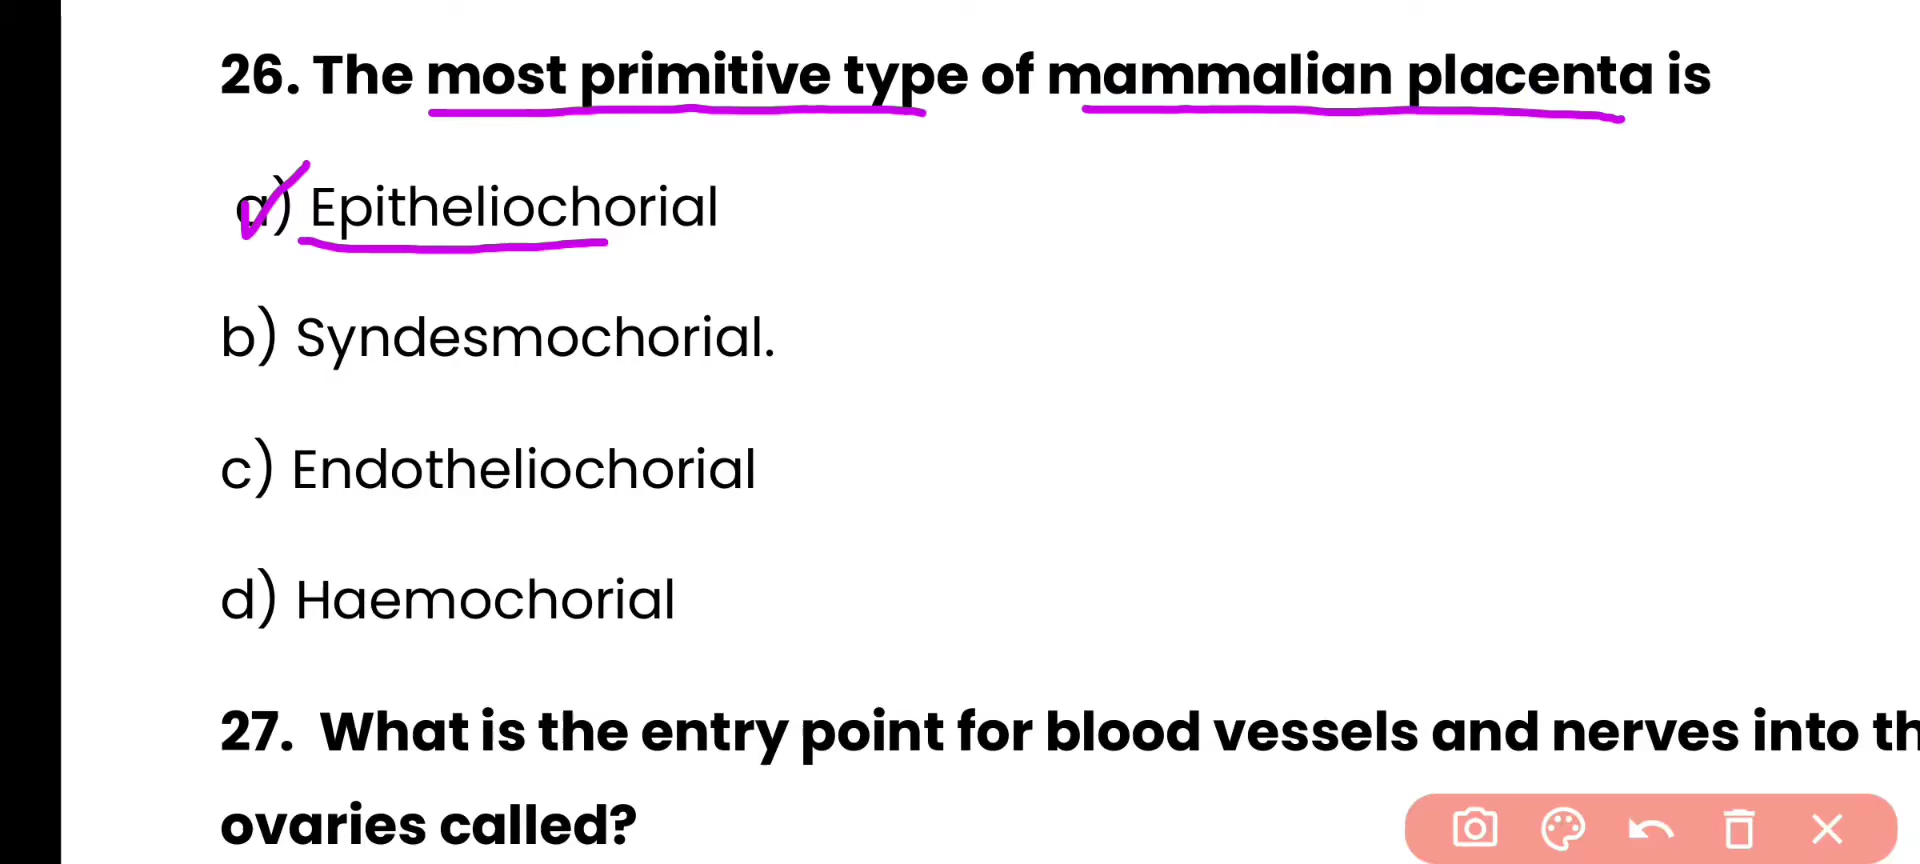 26. The most primitive type of mammalian placenta is
a) Epitheliochorial
b) Syndesmochorial.
c) Endotheliochorial
d) Haemochorial
27. What is the entry point for blood vessels and nerves into
ovaries called?